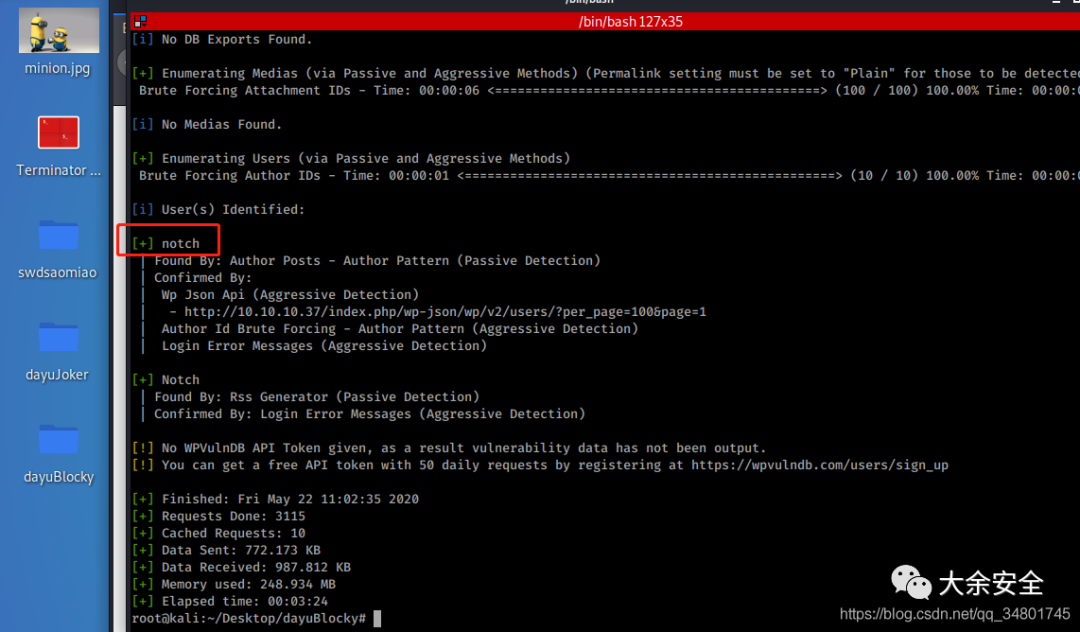 /bin/bash
/bin/bash 127x35
minion.jpg
Terminator ...
swdsaomiao
dayuJoker
dayuBlocky
[i] No DB Exports Found.
[+] Enumerating Medias (via Passive and Aggressive Methods) (Permalink setting must be set to "Plain" for those to be detected
Brute Forcing Attachment IDs - Time: 00:00:06 <===========================================> (100 / 100) 100.00% Time: 00:00:0
[i] No Medias Found.
[+] Enumerating Users (via Passive and Aggressive Methods)
Brute Forcing Author IDs - Time: 00:00:01 <=================================================> (10 / 10) 100.00% Time: 00:00:0
[i] User(s) Identified:
[+] notch
| Found By: Author Posts - Author Pattern (Passive Detection)
| Confirmed By:
|  Wp Json Api (Aggressive Detection)
|   - http://10.10.10.37/index.php/wp-json/wp/v2/users/?per_page=100&page=1
|  Author Id Brute Forcing - Author Pattern (Aggressive Detection)
|  Login Error Messages (Aggressive Detection)
[+] Notch
| Found By: Rss Generator (Passive Detection)
| Confirmed By: Login Error Messages (Aggressive Detection)
[!] No WPVulnDB API Token given, as a result vulnerability data has not been output.
[!] You can get a free API token with 50 daily requests by registering at https://wpvulndb.com/users/sign_up
[+] Finished: Fri May 22 11:02:35 2020
[+] Requests Done: 3115
[+] Cached Requests: 10
[+] Data Sent: 772.173 KB
[+] Data Received: 987.812 KB
[+] Memory used: 248.934 MB
[+] Elapsed time: 00:03:24
root@kali:~/Desktop/dayuBlocky#
大余安全
https://blog.csdn.net/qq_34801745